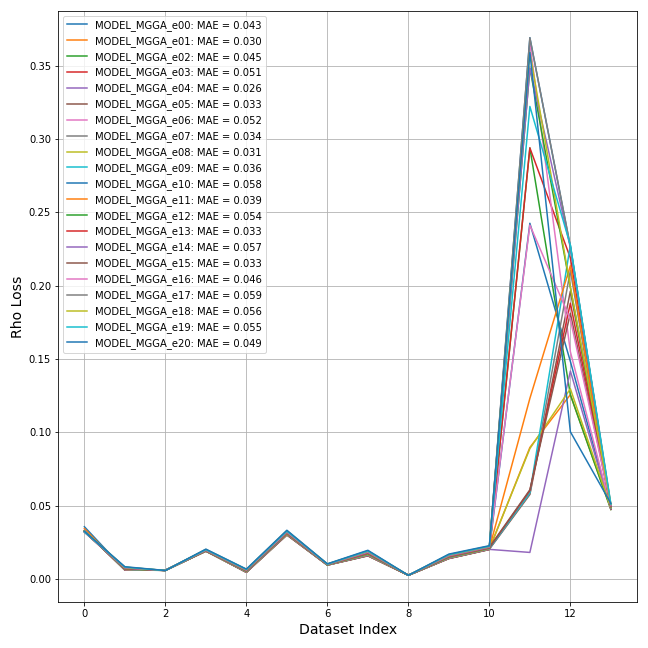 MODEL_MGGA_e00: MAE = 0.043
MODEL_MGGA_e01: MAE = 0.030
MODEL_MGGA_e02: MAE = 0.045
MODEL_MGGA_e03: MAE = 0.051
MODEL_MGGA_e04: MAE = 0.026
MODEL_MGGA_e05: MAE = 0.033
MODEL_MGGA_e06: MAE = 0.052
MODEL_MGGA_e07: MAE = 0.034
MODEL_MGGA_e08: MAE = 0.031
MODEL_MGGA_e09: MAE = 0.036
MODEL_MGGA_e10: MAE = 0.058
MODEL_MGGA_e11: MAE = 0.039
MODEL_MGGA_e12: MAE = 0.054
MODEL_MGGA_e13: MAE = 0.033
MODEL_MGGA_e14: MAE = 0.057
MODEL_MGGA_e15: MAE = 0.033
MODEL_MGGA_e16: MAE = 0.046
MODEL_MGGA_e17: MAE = 0.059
MODEL_MGGA_e18: MAE = 0.056
MODEL_MGGA_e19: MAE = 0.055
MODEL_MGGA_e20: MAE = 0.049
Rho Loss
0.35
0.30
0.25
0.20
0.15
0.10
0.05
0.00
0 2 4 6 8 10 12
Dataset Index